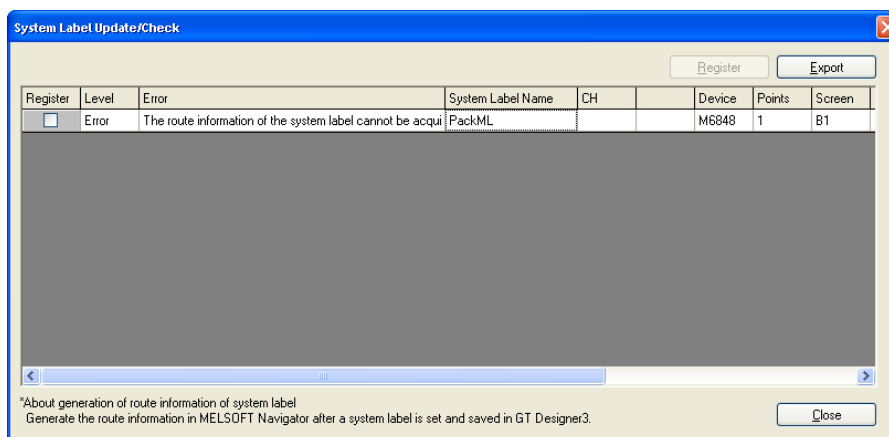 System Label Update/Check
Register Export
Register Level Error System Label Name CH Device Points Screen
Error The route information of the system label cannot be acqui PackML M6848 1 B1
*About generation of route information of system label
Generate the route information in MELSOFT Navigator after a system label is set and saved in GT Designer3.
Close